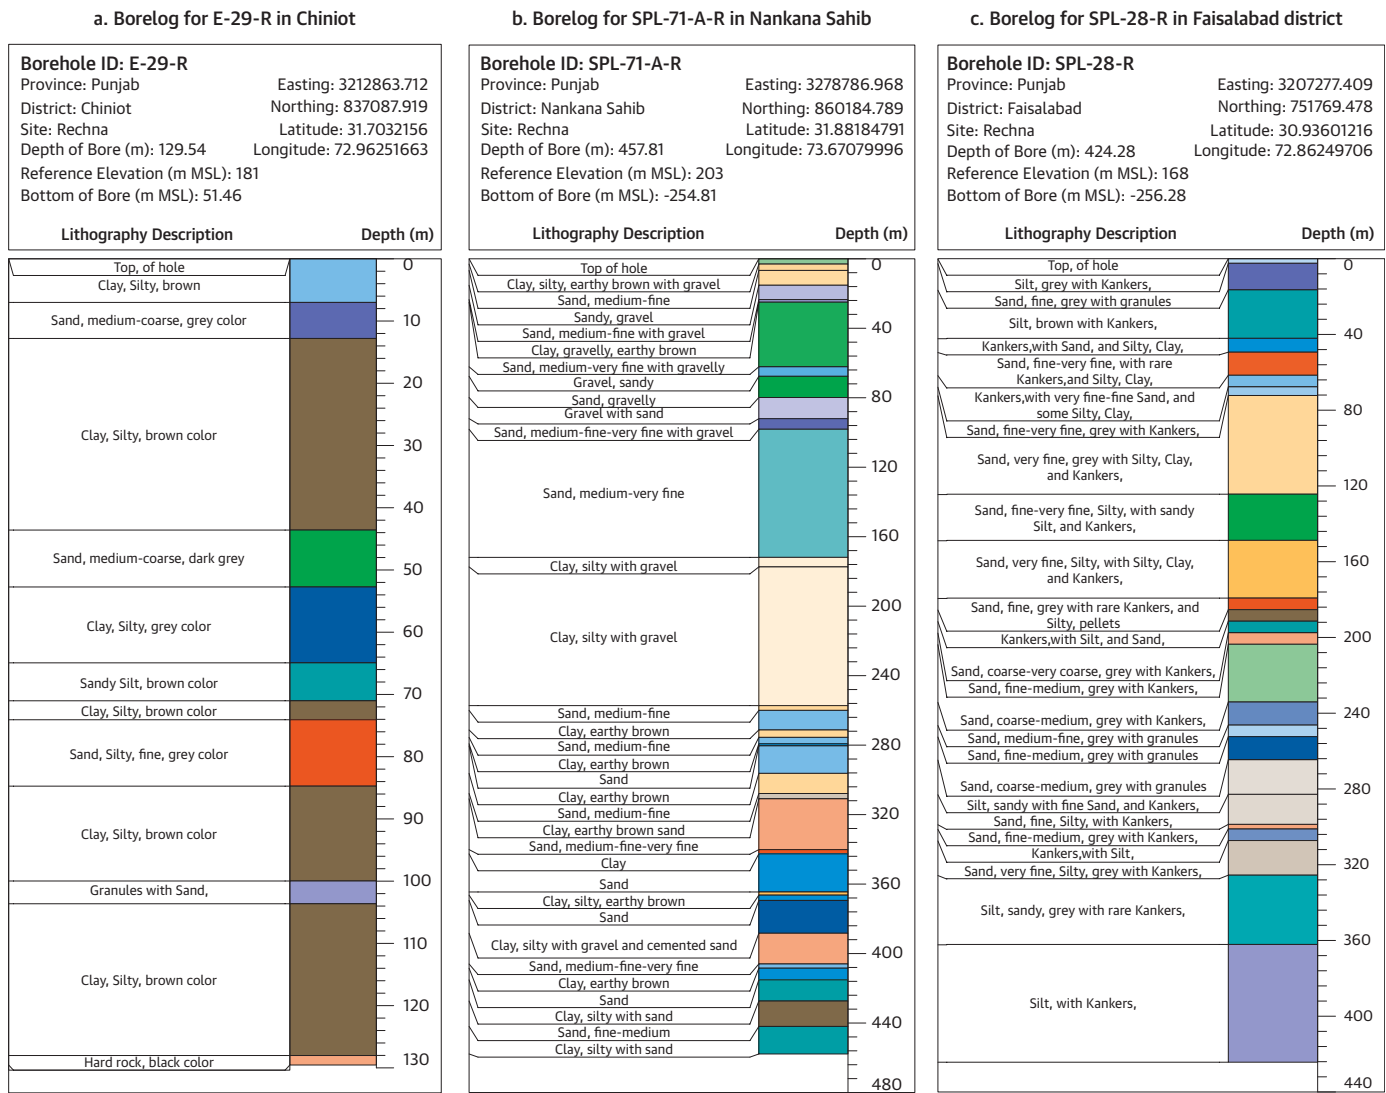 a. Borelog for E-29-R in Chiniot
Borehole ID: E-29-R
Province: Punjab Easting: 3212863.712
District: Chiniot Northing: 837087.919
Site: Rechna Latitude: 31.7032156
Depth of Bore (m): 129.54 Longitude: 72.96251663
Reference Elevation (m MSL): 181
Bottom of Bore (m MSL): 51.46
Lithography Description Depth (m)
Top, of hole
Clay, Silty, brown
Sand, medium-coarse, grey color
Clay, Silty, brown color
Sand, medium-coarse, dark grey
Clay, Silty, grey color
Sandy Silt, brown color
Clay, Silty, brown color
Sand, Silty, fine, grey color
Clay, Silty, brown color
Granules with Sand,
Clay, Silty, brown color
Hard rock, black color
0
10
20
30
40
50
60
70
80
90
100
110
120
130
b. Borelog for SPL-71-A-R in Nankana Sahib
Borehole ID: SPL-71-A-R
Province: Punjab Easting: 3278786.968
District: Nankana Sahib Northing: 860184.789
Site: Rechna Latitude: 31.88184791
Depth of Bore (m): 457.81 Longitude: 73.67079996
Reference Elevation (m MSL): 203
Bottom of Bore (m MSL): -254.81
Lithography Description Depth (m)
Top of hole
Clay, silty, earthy brown with gravel
Sand, medium-fine
Sandy, gravel
Sand, medium-fine with gravel
Clay, gravelly, earthy brown
Sand, medium-very fine with gravelly
Gravel, sandy
Sand, gravelly
Gravel with sand
Sand, medium-fine-very fine with gravel
Sand, medium-very fine
Clay, silty with gravel
Clay, silty with gravel
Sand, medium-fine
Clay, earthy brown
Sand, medium-fine
Clay, earthy brown
Sand
Clay, earthy brown
Sand, medium-fine
Clay, earthy brown sand
Sand, medium-fine-very fine
Clay
Sand
Clay, silty, earthy brown
Sand
Clay, silty with gravel and cemented sand
Sand, medium-fine-very fine
Clay, earthy brown
Sand
Clay, silty with sand
Sand, fine-medium
Clay, silty with sand
0
40
80
120
160
200
240
280
320
360
400
440
480
c. Borelog for SPL-28-R in Faisalabad district
Borehole ID: SPL-28-R
Province: Punjab Easting: 3207277.409
District: Faisalabad Northing: 751769.478
Site: Rechna Latitude: 30.93601216
Depth of Bore (m): 424.28 Longitude: 72.86249706
Reference Elevation (m MSL): 168
Bottom of Bore (m MSL): -256.28
Lithography Description Depth (m)
Top, of hole
Silt, grey with Kankers,
Sand, fine, grey with granules
Silt, brown with Kankers,
Kankers,with Sand, and Silty, Clay,
Sand, fine-very fine, with rare
Kankers,and Silty, Clay,
Kankers,with very fine-fine Sand, and
some Silty, Clay,
Sand, fine-very fine, grey with Kankers,
Sand, very fine, grey with Silty, Clay,
and Kankers,
Sand, fine-very fine, Silty, with sandy
Silt, and Kankers,
Sand, very fine, Silty, with Silty, Clay,
and Kankers,
Sand, fine, grey with rare Kankers, and
Silty, pellets
Kankers,with Silt, and Sand,
Sand, coarse-very coarse, grey with Kankers,
Sand, fine-medium, grey with Kankers,
Sand, coarse-medium, grey with Kankers,
Sand, medium-fine, grey with granules
Sand, fine-medium, grey with granules
Sand, coarse-medium, grey with granules
Silt, sandy with fine Sand, and Kankers,
Sand, fine, Silty, with Kankers,
Sand, fine-medium, grey with Kankers,
Kankers,with Silt,
Sand, very fine, Silty, grey with Kankers,
Silt, sandy, grey with rare Kankers,
Silt, with Kankers,
0
40
80
120
160
200
240
280
320
360
400
440